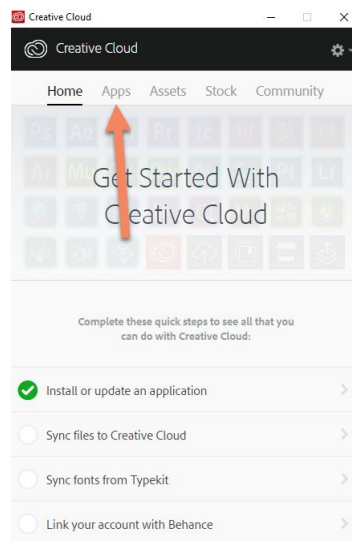 Creative Cloud
Creative Cloud
Home Apps Assets Stock Community
Get Started With
Creative Cloud
Complete these quick steps to see all that you
can do with Creative Cloud:
Install or update an application
Sync files to Creative Cloud
Sync fonts from Typekit
Link your account with Behance